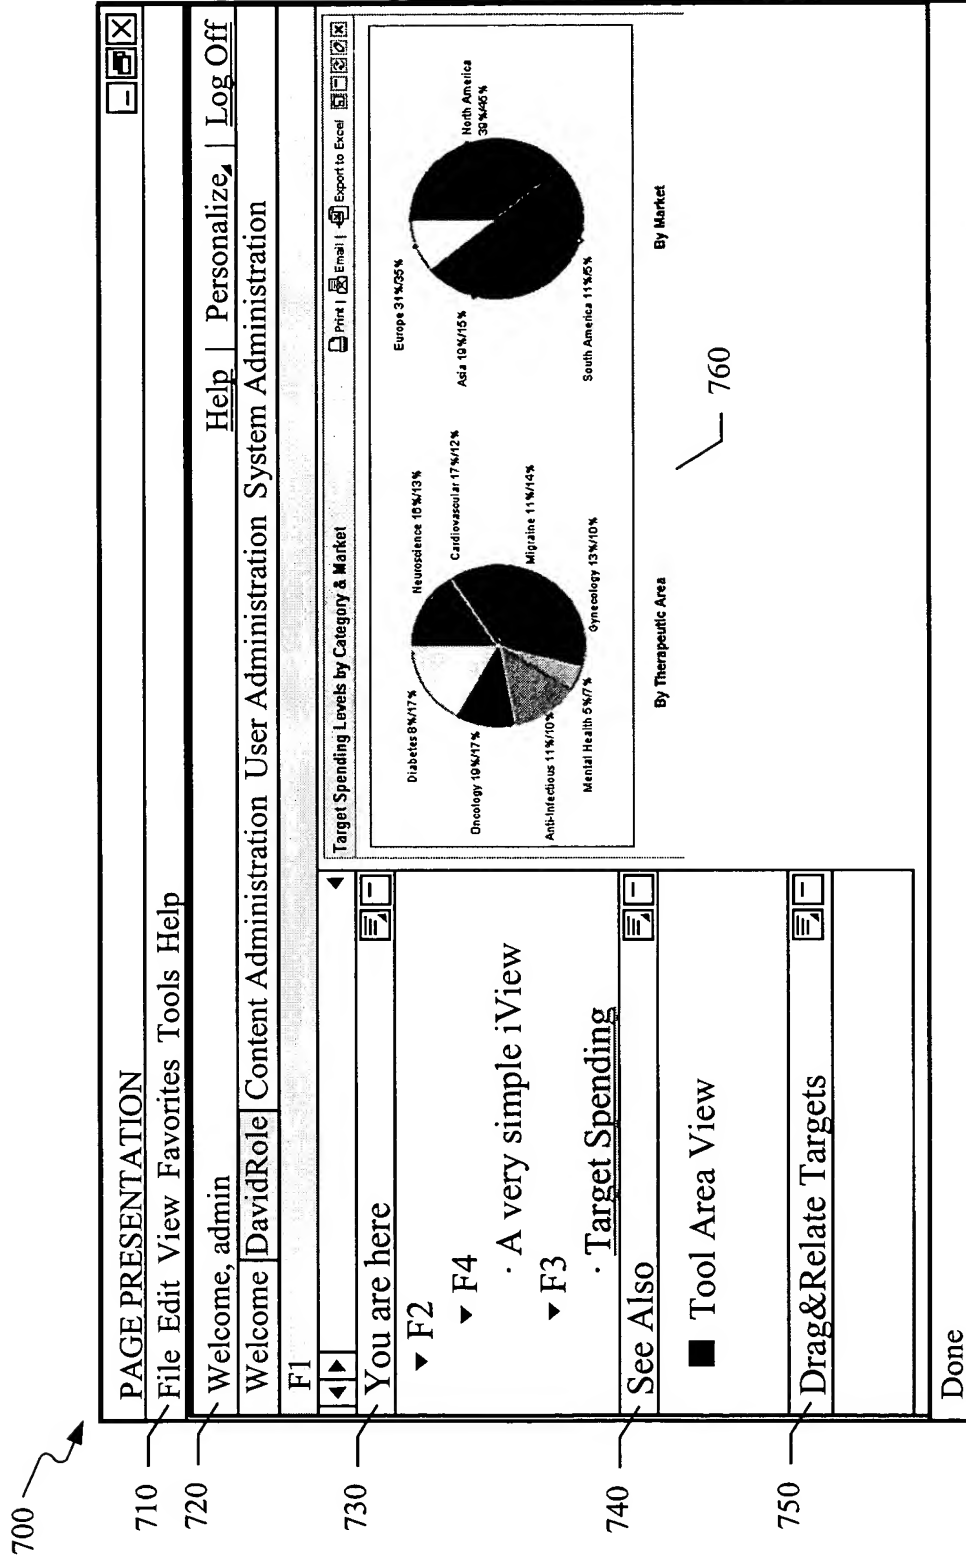 700
PAGE PRESENTATION
710
File Edit View Favorites Tools Help
720
Welcome, admin
Help | Personalize | Log Off
Welcome DavidRole Content Administration User Administration System Administration
F1
730
You are here
F2
F4
· A very simple iView
F3
· Target Spending
740
See Also
Tool Area View
750
Drag&Relate Targets
Target Spending Levels by Category & Market
Print | Email | Export to Excel
Diabetes 8%/17%
Neuroscience 16%/13%
Oncology 19%/17%
Cardiovascular 17%/12%
Anti-Infectious 11%/10%
Migraine 11%/14%
Mental Health 5%/7%
Gynecology 13%/10%
By Therapeutic Area
Europe 31%/35%
Asia 19%/15%
North America
39%/45%
South America 11%/5%
By Market
760
Done